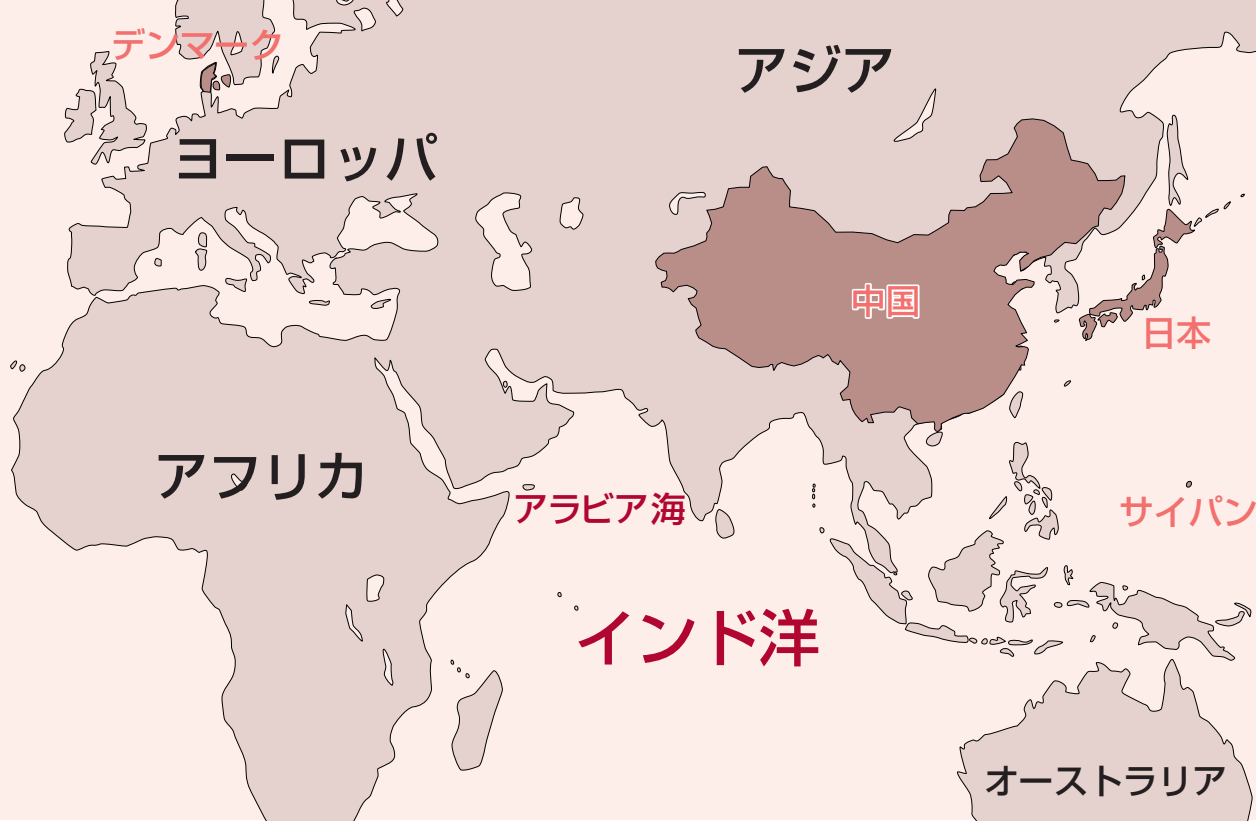 デンマーク
アジア
ヨーロッパ
中国
日本
アフリカ
アラビア海
サイパン
インド洋
オーストラリア